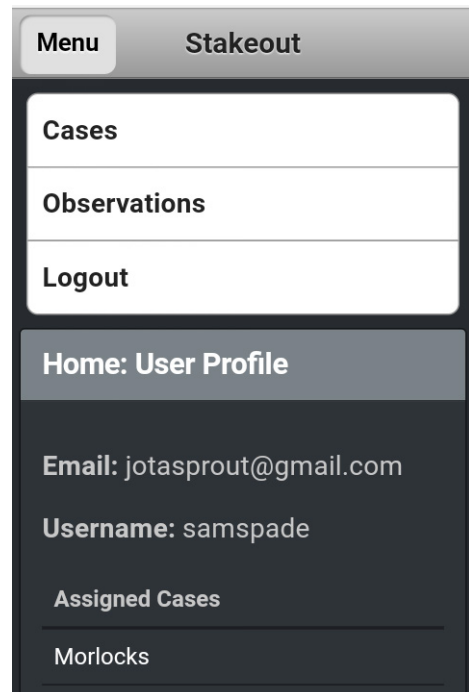 Menu Stakeout
Cases
Observations
Logout
Home: User Profile
Email: jotasprout@gmail.com
Username: samspade
Assigned Cases
Morlocks